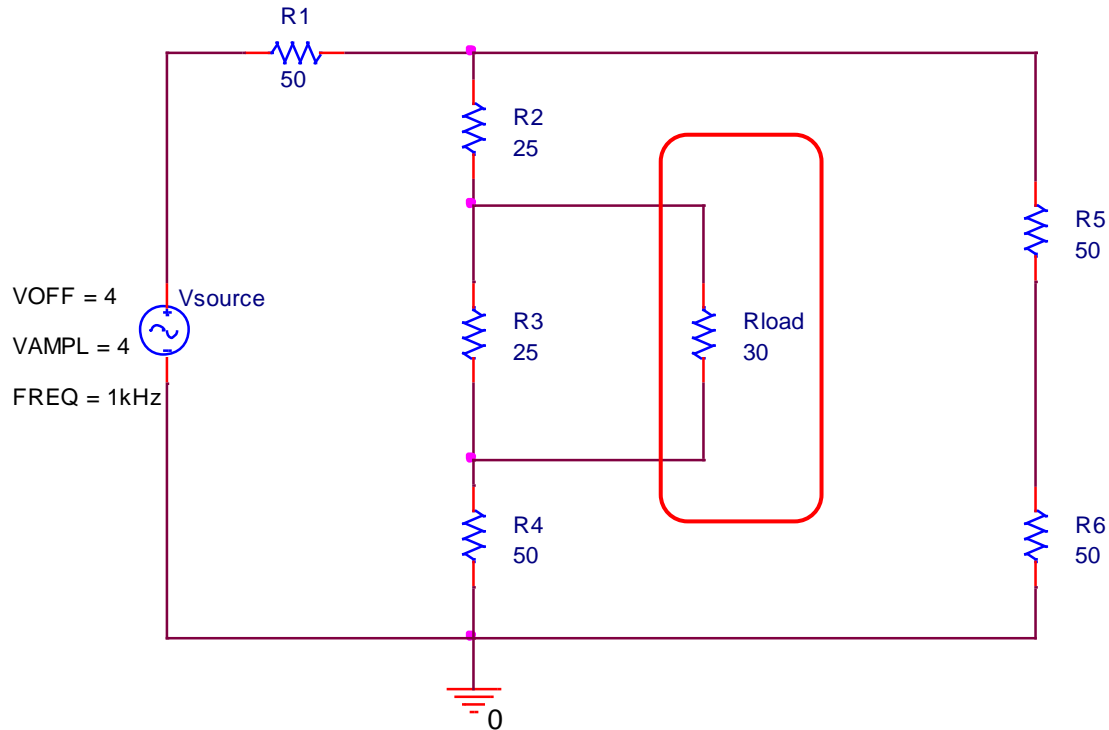 R1
50
R2
25
R5
50
VOFF = 4
Vsource
VAMPL = 4
FREQ = 1kHz
R3
25
Rload
30
R4
50
R6
50
0